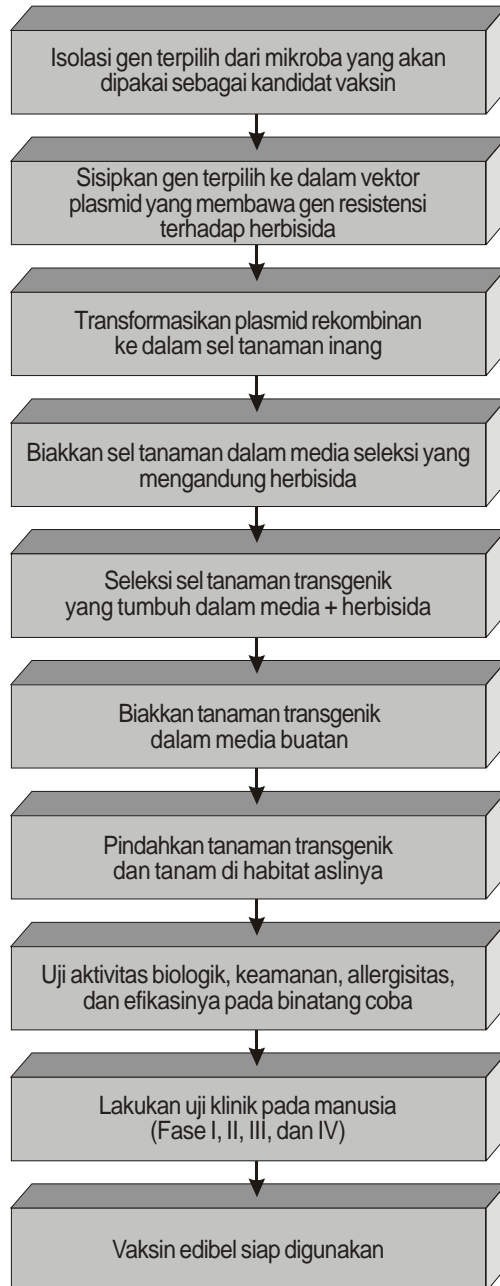 Isolasi gen terpilih dari mikroba yang akan
dipakai sebagai kandidat vaksin
Sisipkan gen terpilih ke dalam vektor
plasmid yang membawa gen resistensi
terhadap herbisida
Transformasikan plasmid rekombinan
ke dalam sel tanaman inang
Biakkan sel tanaman dalam media seleksi yang
mengandung herbisida
Seleksi sel tanaman transgenik
yang tumbuh dalam media + herbisida
Biakkan tanaman transgenik
dalam media buatan
Pindahkan tanaman transgenik
dan tanam di habitat aslinya
Uji aktivitas biologik, keamanan, allergisitas,
dan efikasinya pada binatang coba
Lakukan uji klinik pada manusia
(Fase I, II, III, dan IV)
Vaksin edibel siap digunakan